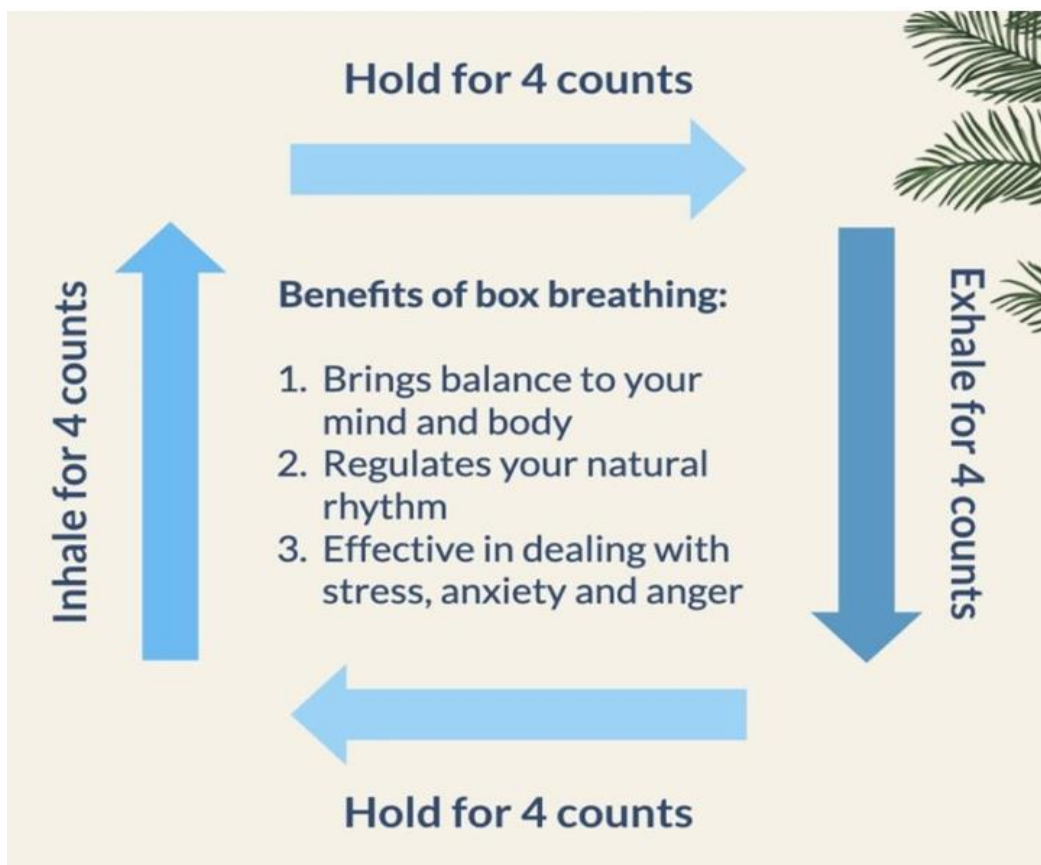 Hold for 4 counts
Inhale for 4 counts
Benefits of box breathing:
1. Brings balance to your
mind and body
2. Regulates your natural
rhythm
3. Effective in dealing with
stress, anxiety and anger
Exhale for 4 counts
Hold for 4 counts